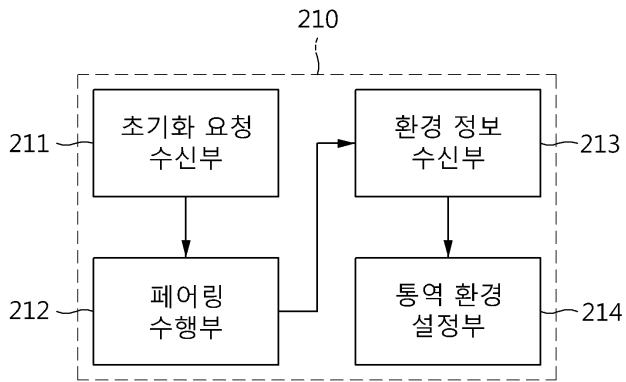 210
211
초기화 요청
수신부
환경 정보
수신부
213
212
페어링
수행부
통역 환경
설정부
214